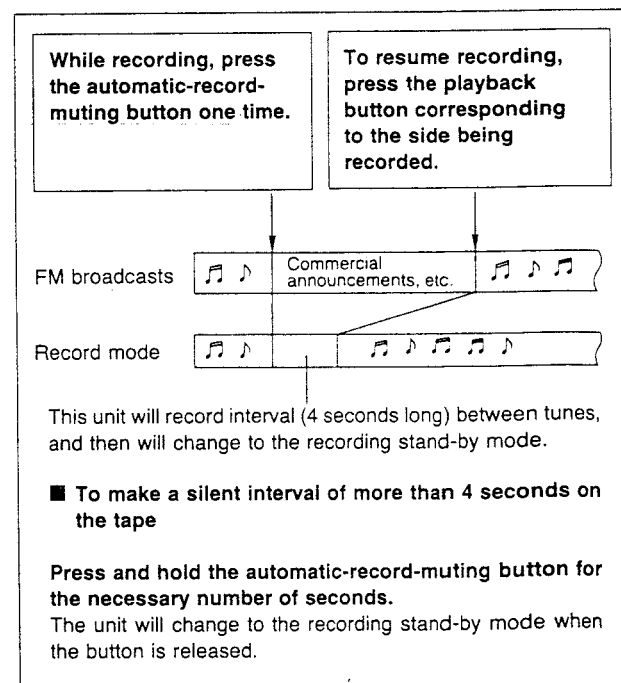 While recording, press
the automatic-record-
muting button one time.
To resume recording,
press the playback
button corresponding
to the side being
recorded.
FM broadcasts
Commercial
announcements, etc.
Record mode
This unit will record interval (4 seconds long) between tunes,
and then will change to the recording stand-by mode.
■ To make a silent interval of more than 4 seconds on
the tape
Press and hold the automatic-record-muting button for
the necessary number of seconds.
The unit will change to the recording stand-by mode when
the button is released.